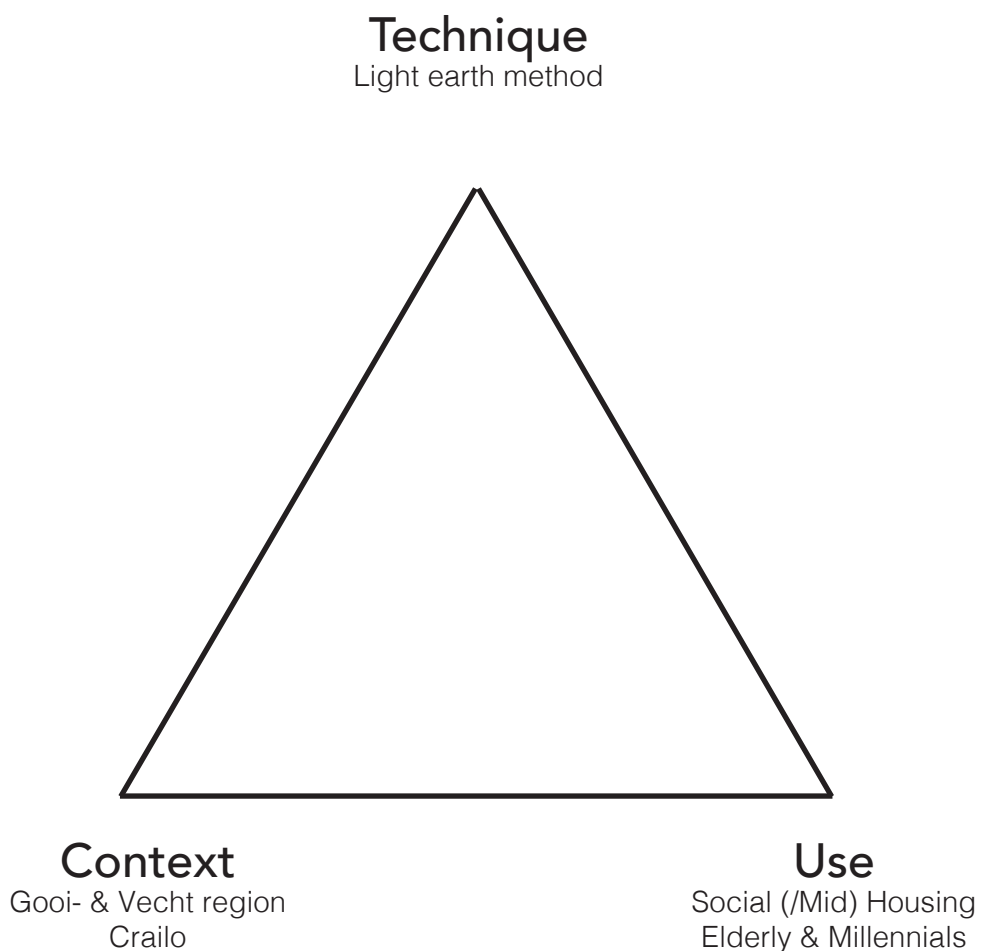 Technique
Light earth method
Context
Gooi- & Vecht region
Crailo
Use
Social (/Mid) Housing
Elderly & Millennials